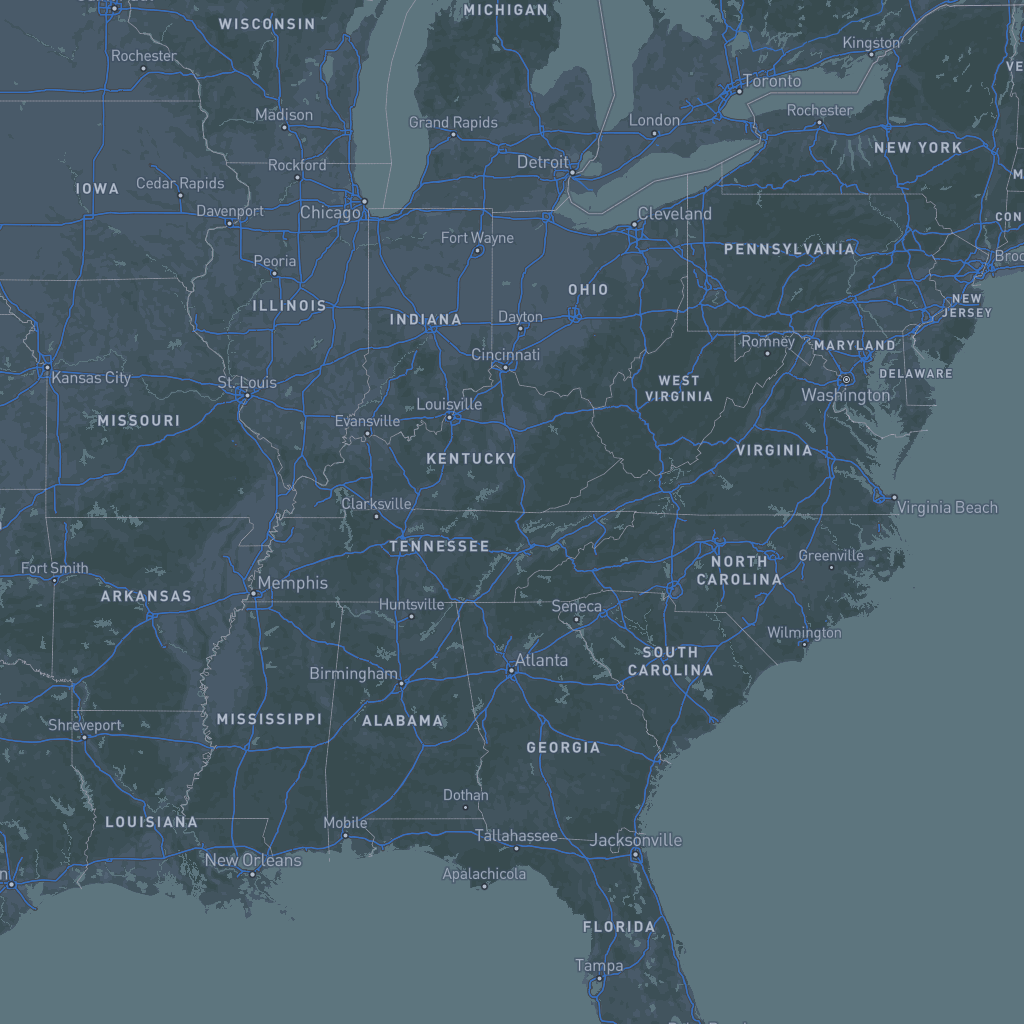 WISCONSIN
MICHIGAN
Rochester
Kingston
Toronto
Madison
Grand Rapids
London
Rochester
NEW YORK
Detroit
Rockford
IOWA
Cedar Rapids
Davenport
Chicago
Cleveland
Fort Wayne
PENNSYLVANIA
Peoria
OHIO
ILLINOIS
INDIANA
Dayton
NEW
JERSEY
Romney
MARYLAND
Cincinnati
DELAWARE
Kansas City
St. Louis
WEST
VIRGINIA
Washington
Louisville
MISSOURI
Evansville
KENTUCKY
VIRGINIA
Clarksville
Virginia Beach
TENNESSEE
Fort Smith
NORTH
CAROLINA
Greenville
Memphis
ARKANSAS
Huntsville
Seneca
Wilmington
Atlanta
SOUTH
CAROLINA
Birmingham
Shreveport
MISSISSIPPI
ALABAMA
GEORGIA
Dothan
LOUISIANA
Mobile
Tallahassee
Jacksonville
New Orleans
Apalachicola
FLORIDA
Tampa